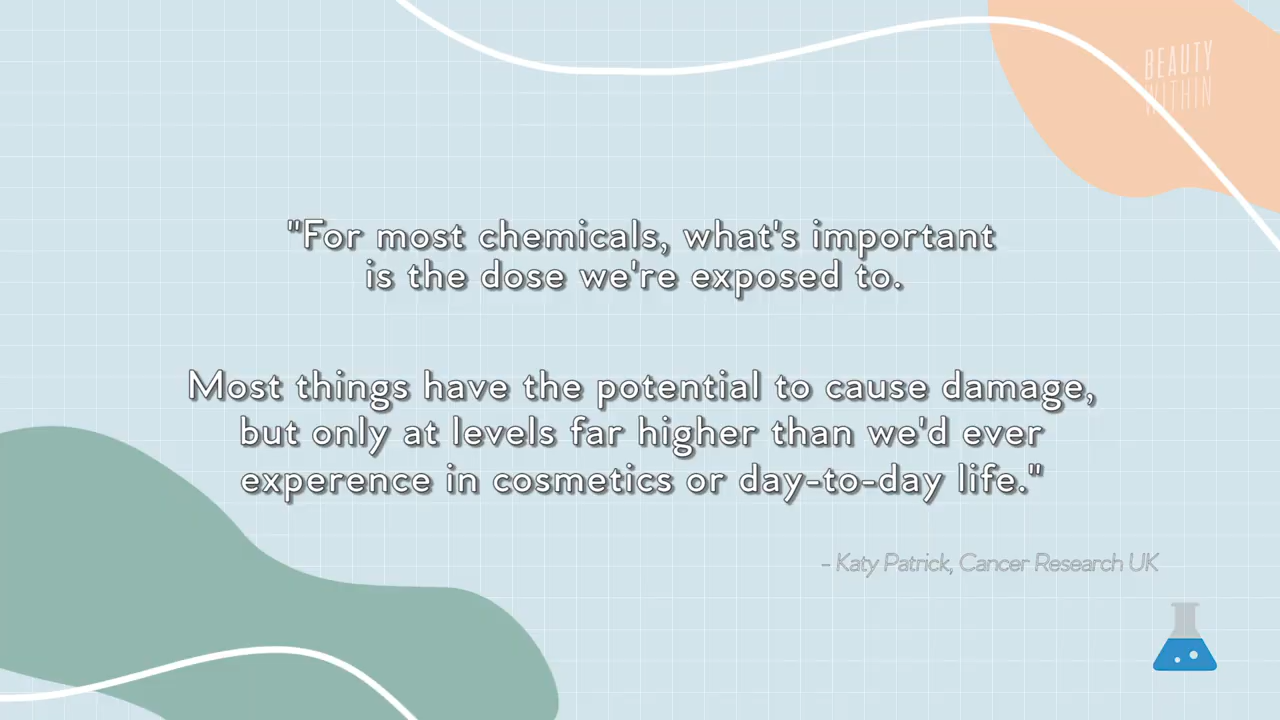 BEAUTY
WITHIN
"For most chemicals, what's important
is the dose we're exposed to.
Most things have the potential to cause damage,
but only at levels far higher than we'd ever
experence in cosmetics or day-to-day life."
- Katy Patrick, Cancer Research UK